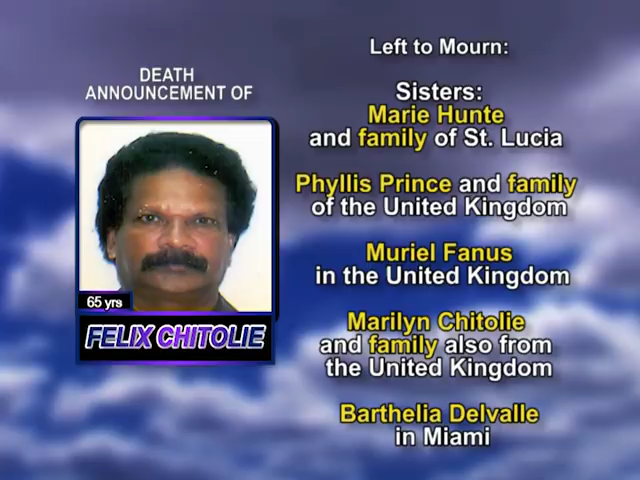 DEATH
ANNOUNCEMENT OF
65 yrs
FELIX CHITOLIE
Left to Mourn:
Sisters:
Marie Hunte
and family of St. Lucia
Phyllis Prince and family
of the United Kingdom
Muriel Fanus
in the United Kingdom
Marilyn Chitolie
and family also from
the United Kingdom
Barthelia Delvalle
in Miami